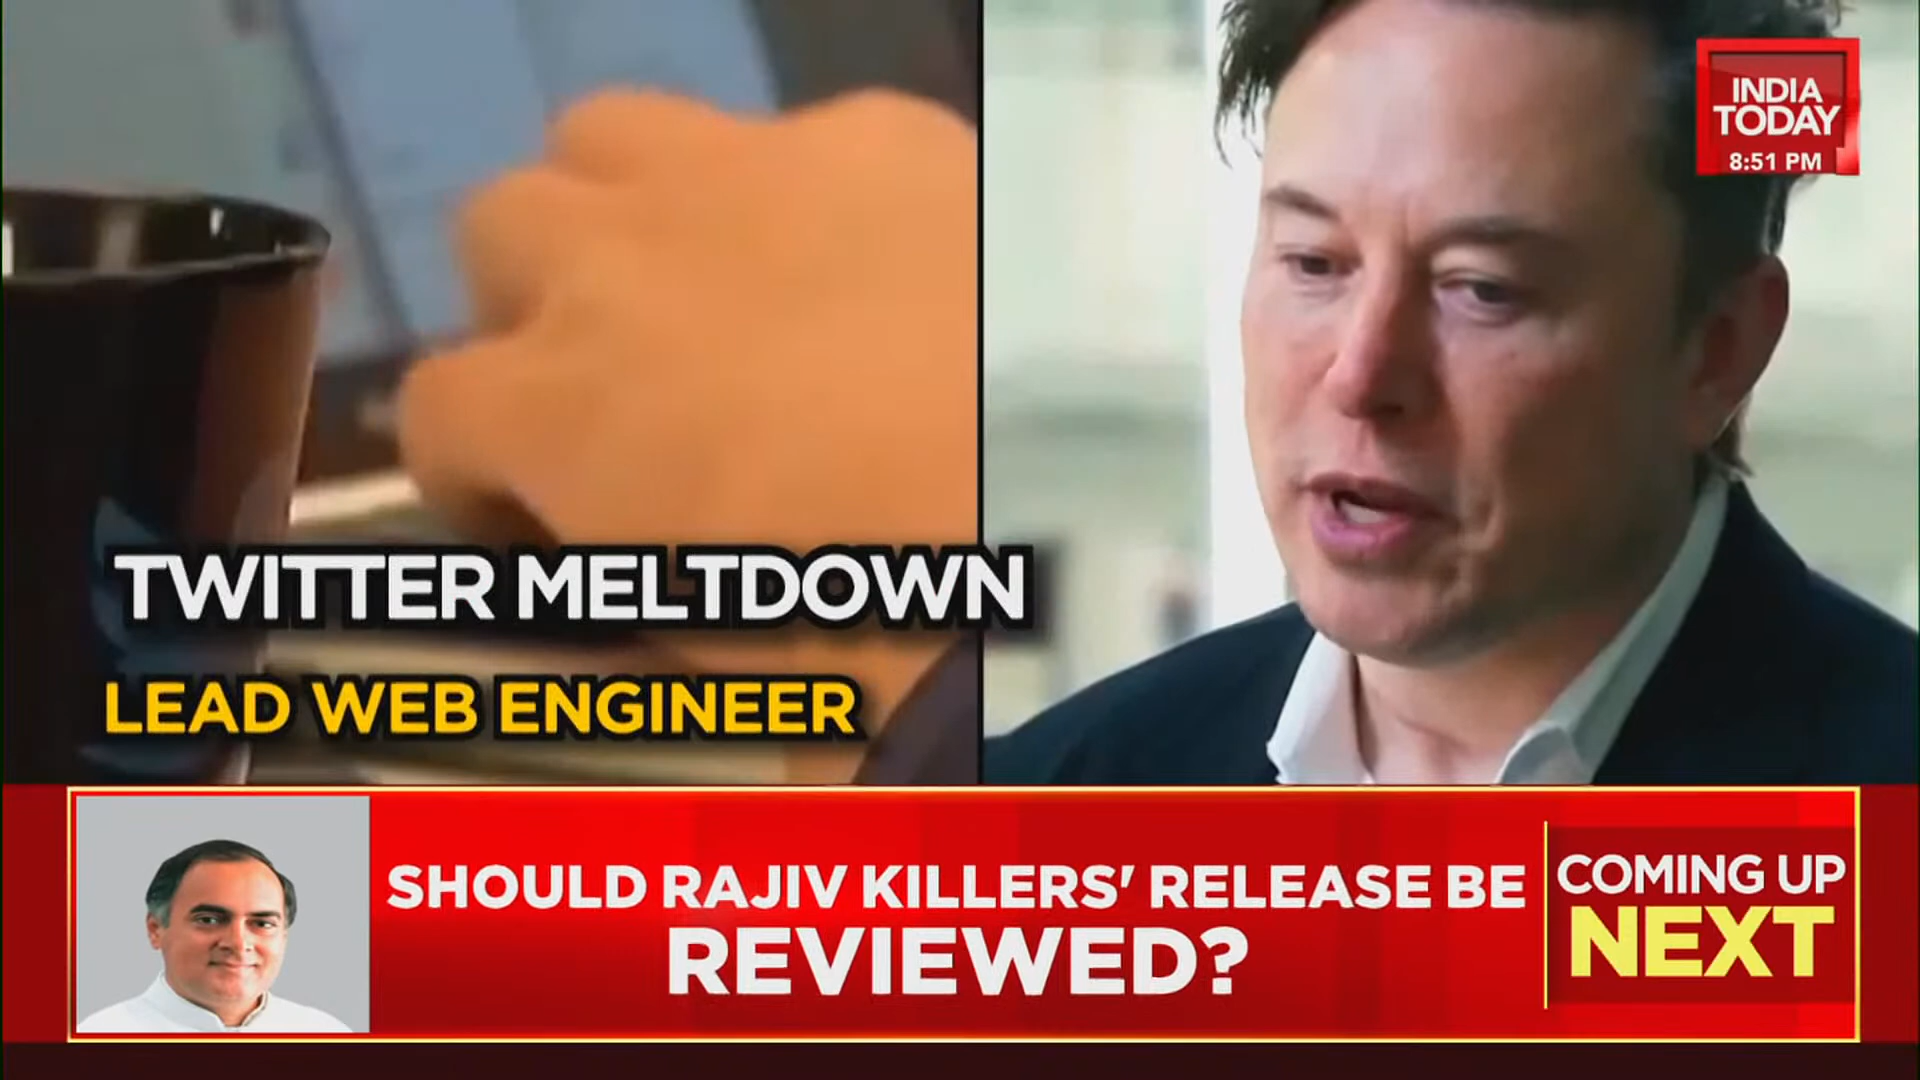 INDIA
TODAY
8:51 PM
TWITTER MELTDOWN
LEAD WEB ENGINEER
SHOULD RAJIV KILLERS' RELEASE BE
REVIEWED?
COMING UP
NEXT